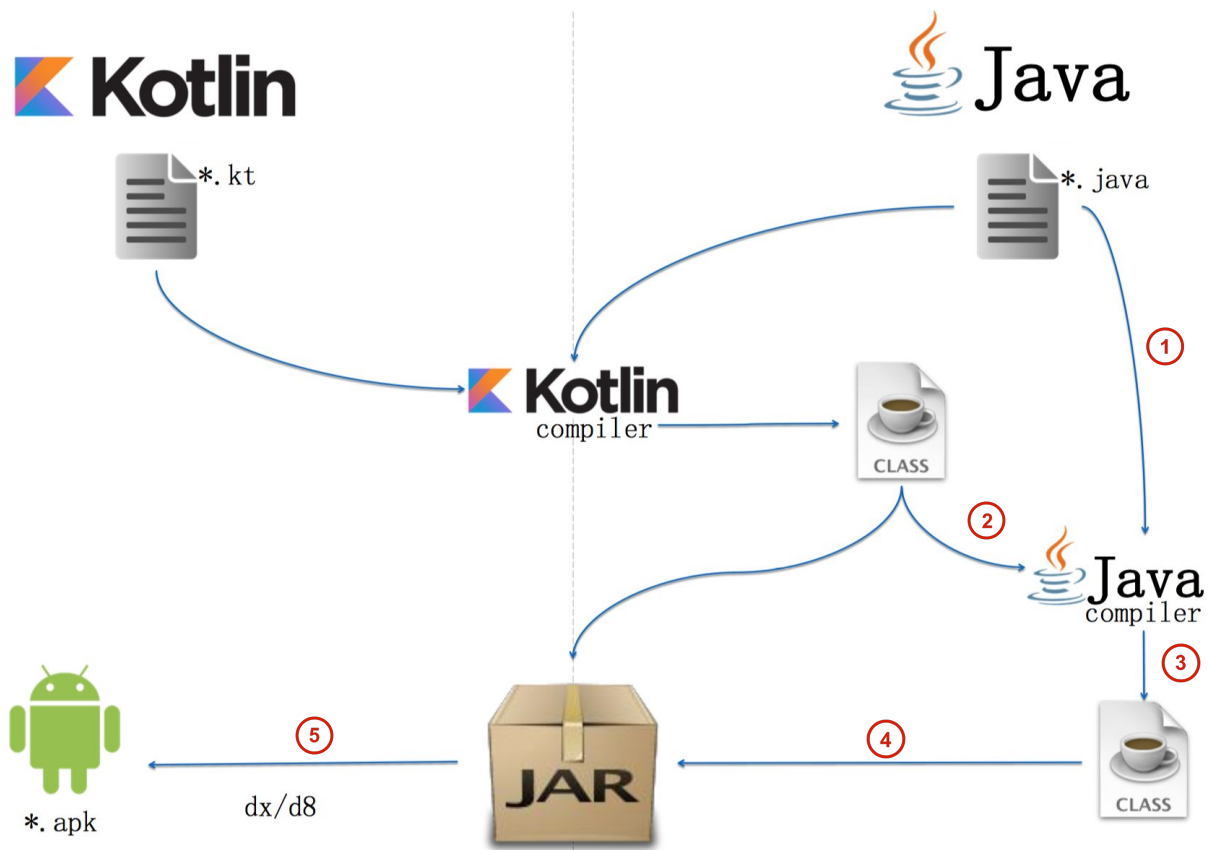 Kotlin
Java
*.kt
*.java
1
Kotlin
compiler
CLASS
2
Java
compiler
3
JAR
5
4
dx/d8
*.apk
CLASS